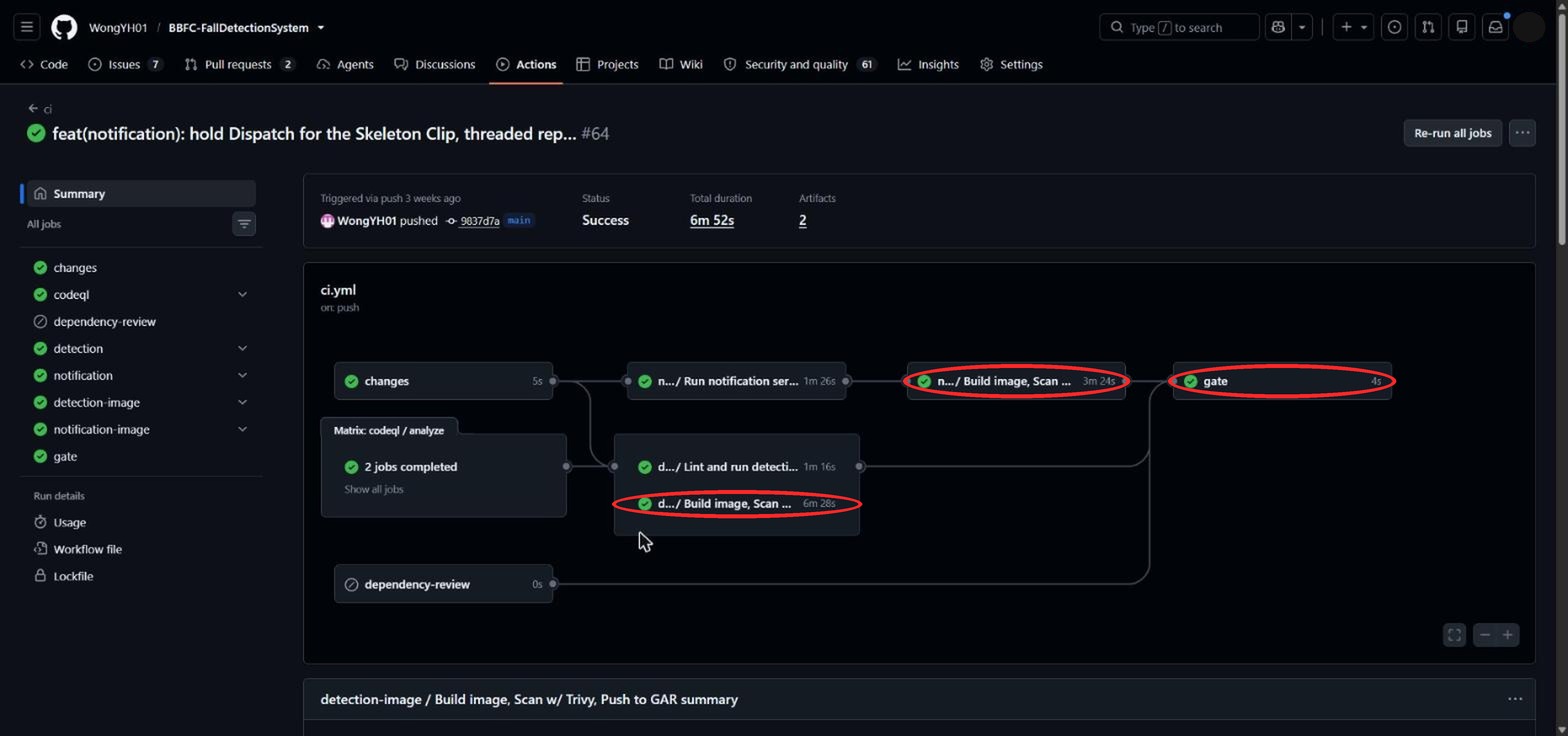 WongYH01 / BBFC-FallDetectionSystem
Type / to search
Code
Issues 7
Pull requests 2
Agents
Discussions
Actions
Projects
Wiki
Security and quality 61
Insights
Settings
ci
feat(notification): hold Dispatch for the Skeleton Clip, threaded rep... #64
Re-run all jobs
Summary
All jobs
changes
codeql
dependency-review
detection
notification
detection-image
notification-image
gate
Run details
Usage
Workflow file
Lockfile
Triggered via push 3 weeks ago
WongYH01 pushed 9837d7a main
Status
Success
Total duration
6m 52s
Artifacts
2
ci.yml
on: push
changes 5s
n.../ Run notification ser... 1m 26s
n.../ Build image, Scan ... 3m 24s
gate 4s
Matrix: codeql / analyze
2 jobs completed
Show all jobs
d.../ Lint and run detecti... 1m 16s
d.../ Build image, Scan ... 6m 28s
dependency-review 0s
detection-image / Build image, Scan w/ Trivy, Push to GAR summary